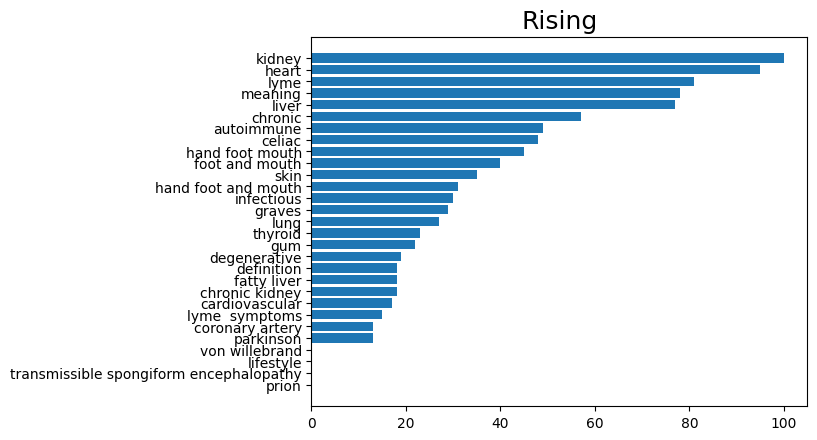 Rising
kidney
heart
lyme
meaning
liver
chronic
autoimmune
celiac
hand foot mouth
foot and mouth
skin
hand foot and mouth
infectious
graves
lung
thyroid
gum
degenerative
definition
fatty liver
chronic kidney
cardiovascular
lyme  symptoms
coronary artery
parkinson
von willebrand
lifestyle
transmissible spongiform encephalopathy
prion
0 20 40 60 80 100